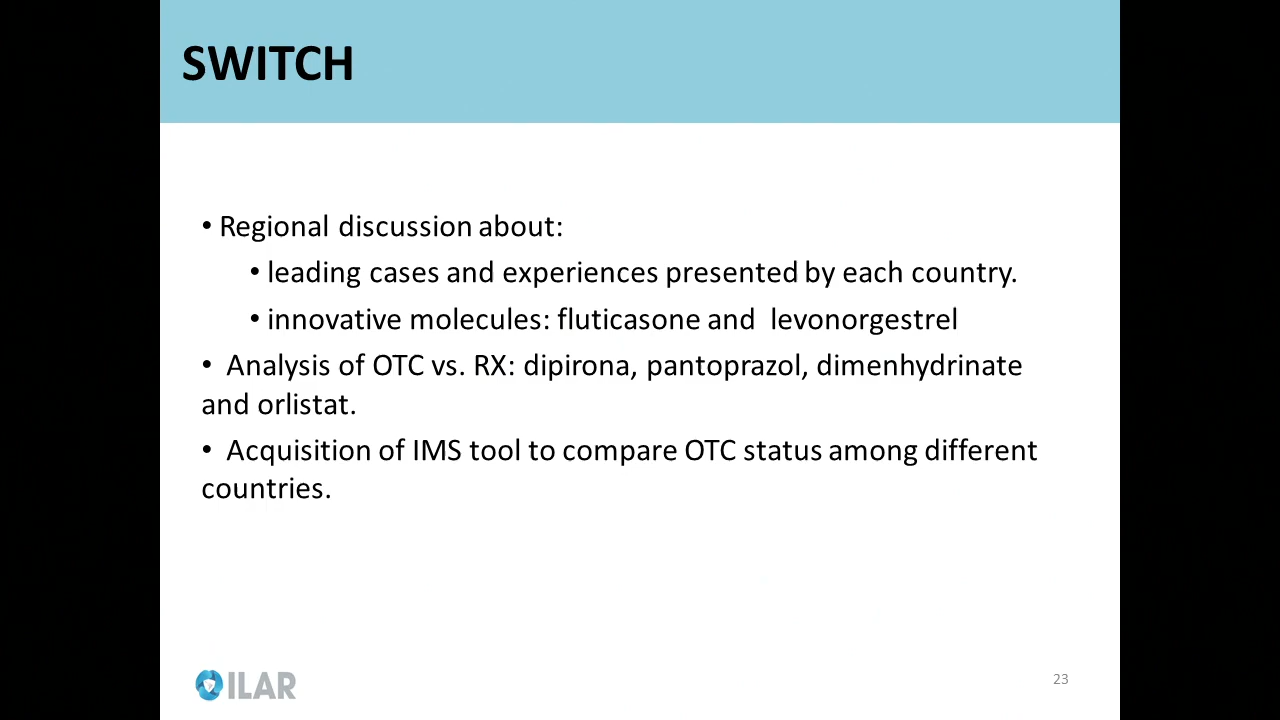 SWITCH
• Regional discussion about:
• leading cases and experiences presented by each country.
• innovative molecules: fluticasone and levonorgestrel
• Analysis of OTC vs. RX: dipirona, pantoprazol, dimenhydrinate
and orlistat.
• Acquisition of IMS tool to compare OTC status among different
countries.
ILAR
23